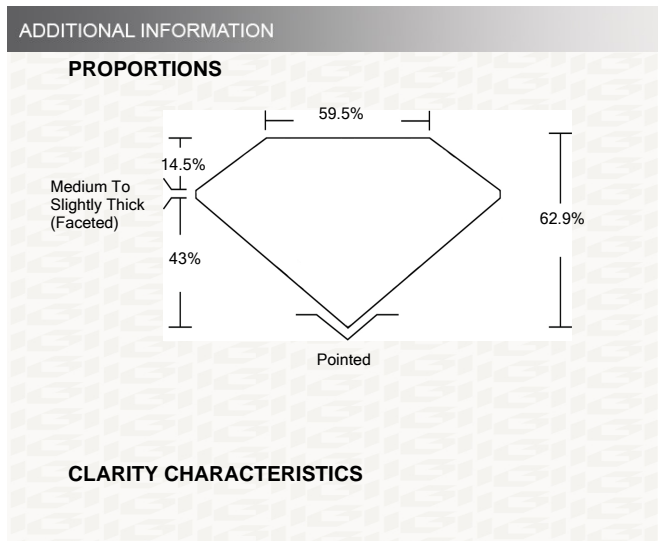 ADDITIONAL INFORMATION
PROPORTIONS
59.5%
14.5%
Medium To
Slightly Thick
(Faceted)
62.9%
43%
Pointed
CLARITY CHARACTERISTICS